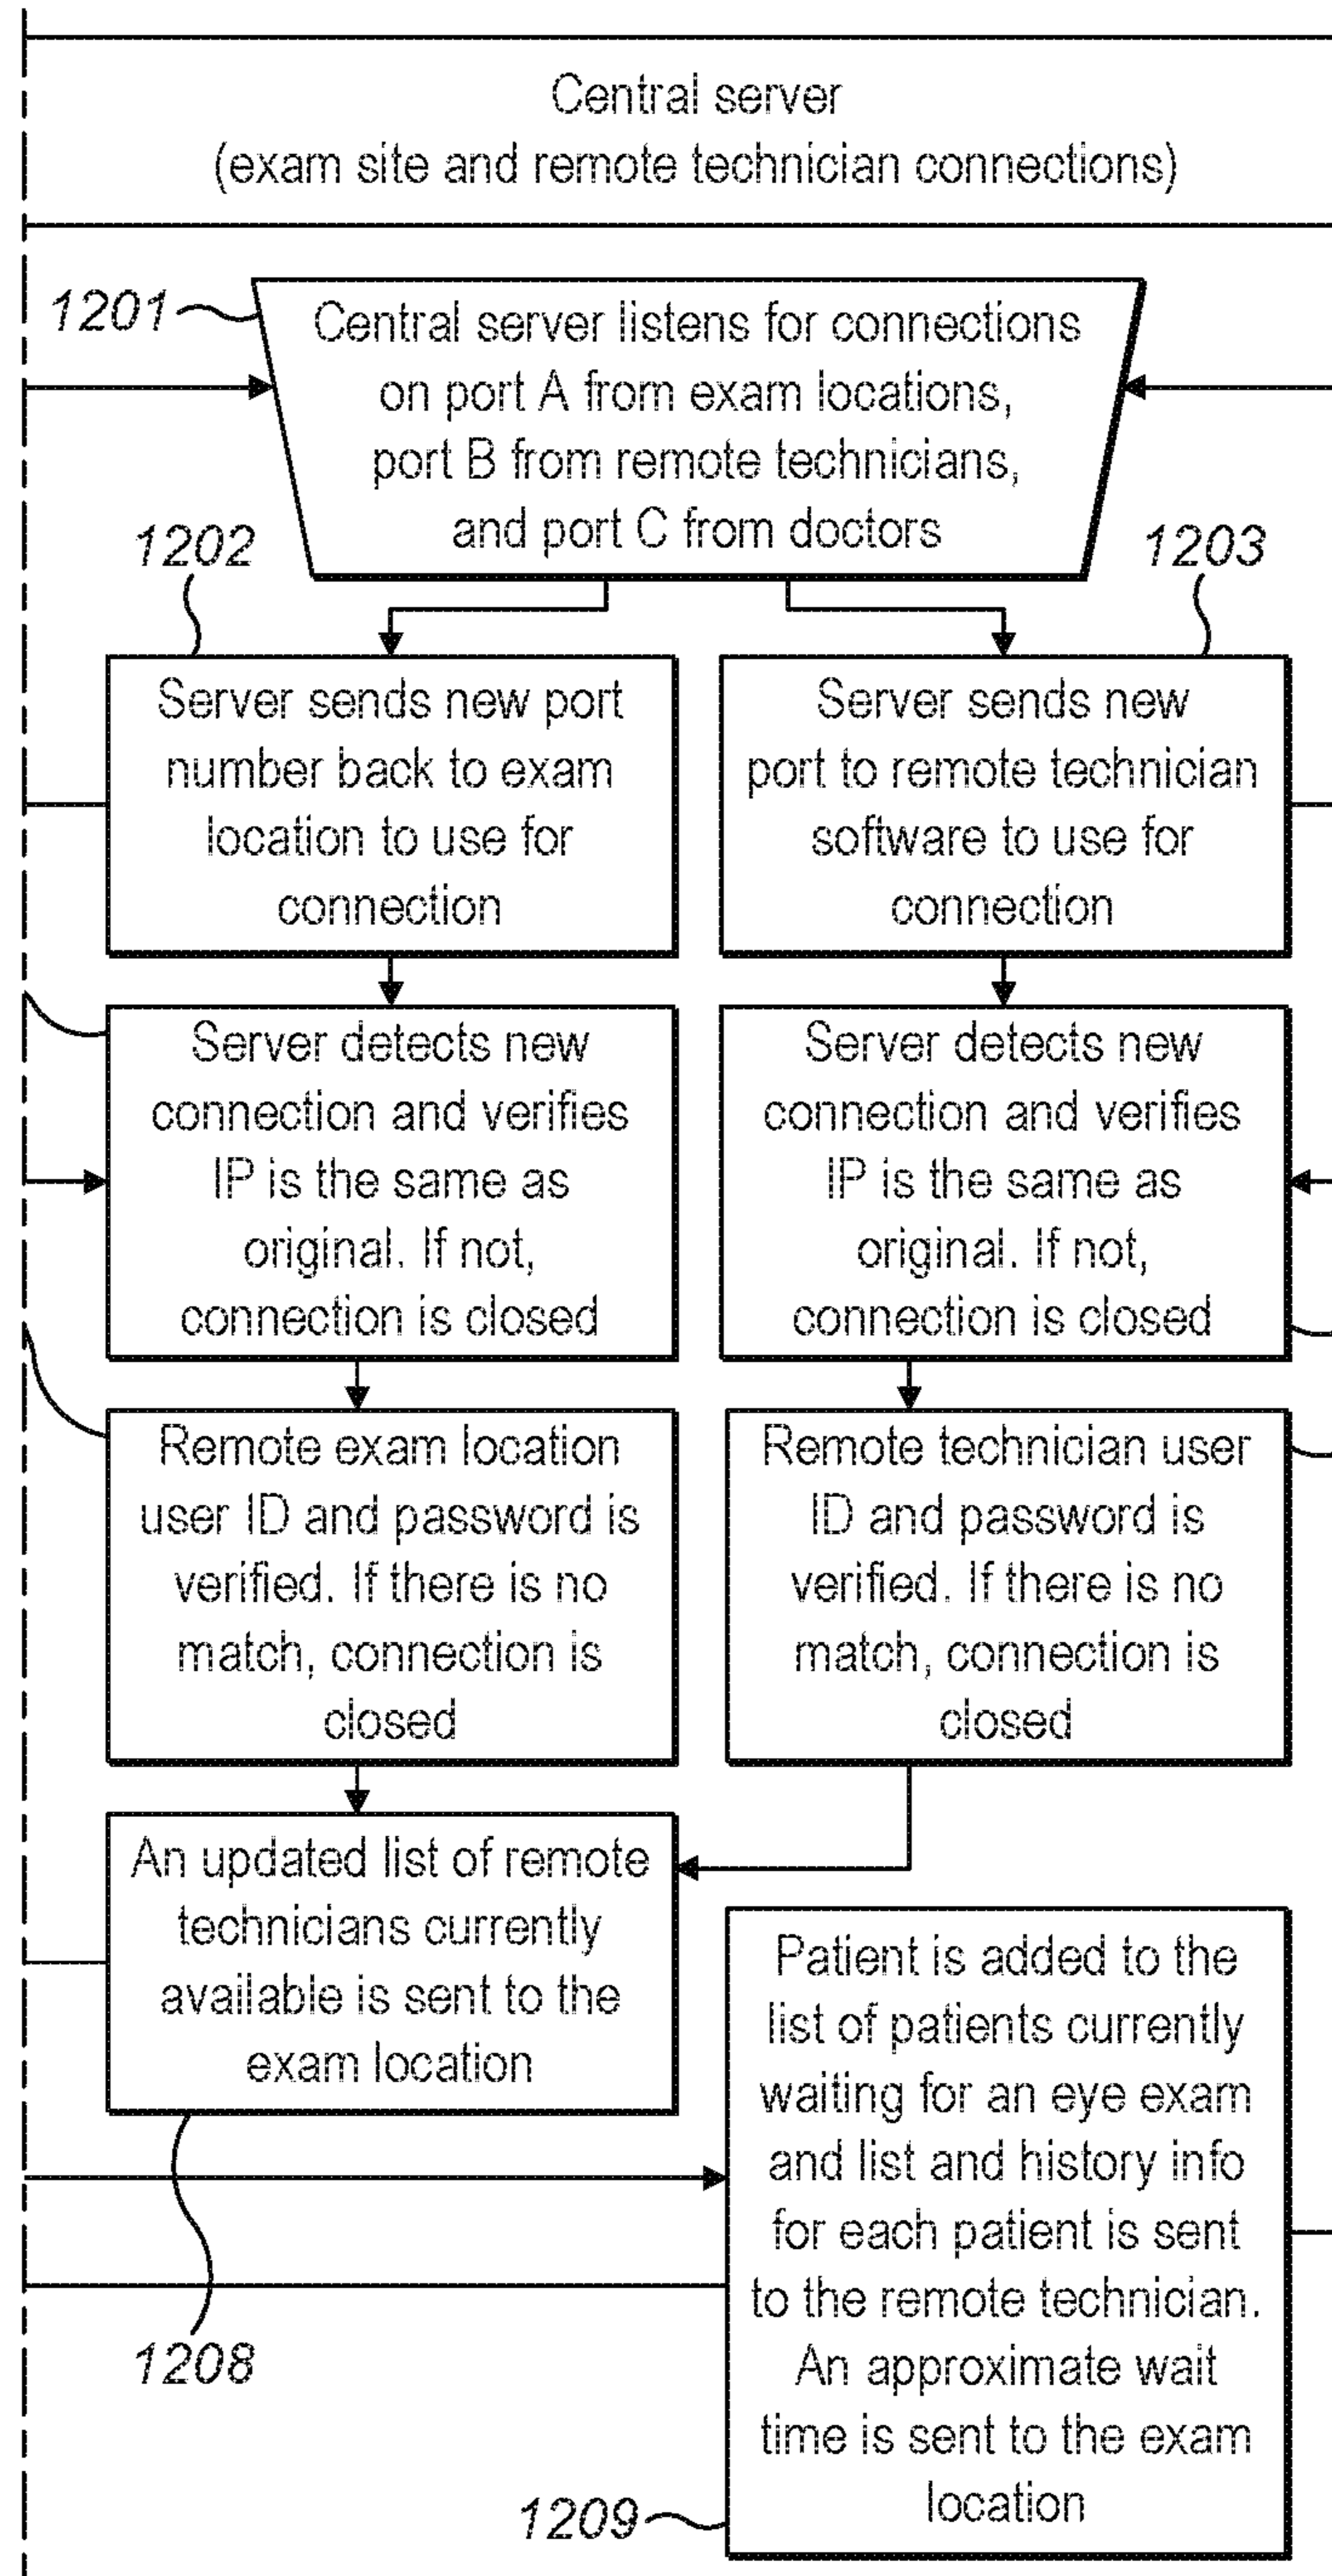 Central server
(exam site and remote technician connections)
1201
Central server listens for connections
on port A from exam locations,
port B from remote technicians,
and port C from doctors
1202
1203
Server sends new port
number back to exam
location to use for
connection
Server sends new
port to remote technician
software to use for
connection
Server detects new
connection and verifies
IP is the same as
original. If not,
connection is closed
Server detects new
connection and verifies
IP is the same as
original. If not,
connection is closed
Remote exam location
user ID and password is
verified. If there is no
match, connection is
closed
Remote technician user
ID and password is
verified. If there is no
match, connection is
closed
An updated list of remote
technicians currently
available is sent to the
exam location
1208
Patient is added to the
list of patients currently
waiting for an eye exam
and list and history info
for each patient is sent
to the remote technician.
An approximate wait
time is sent to the exam
location
1209